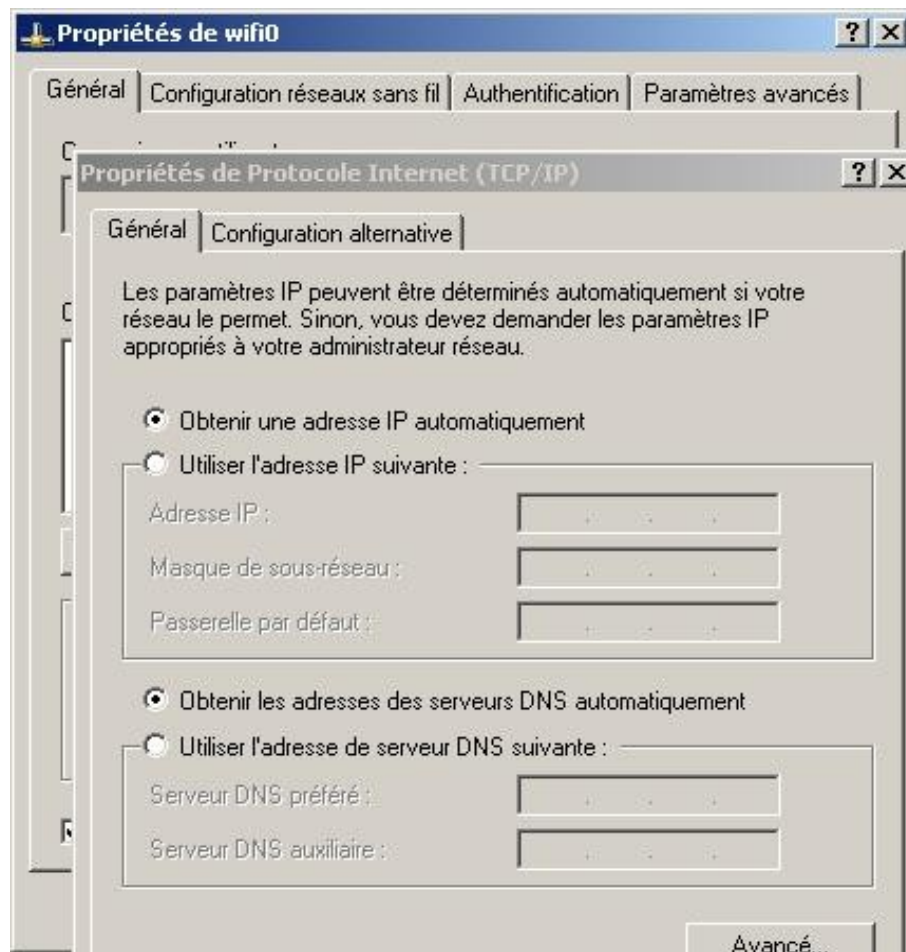 Propriétés de wifi0
Général
Configuration réseaux sans fil
Authentification
Paramètres avancés
Propriétés de Protocole Internet (TCP/IP)
Général
Configuration alternative
Les paramètres IP peuvent être déterminés automatiquement si votre
réseau le permet. Sinon, vous devez demander les paramètres IP
appropriés à votre administrateur réseau.
Obtenir une adresse IP automatiquement
Utiliser l'adresse IP suivante :
Adresse IP :
Masque de sous-réseau :
Passerelle par défaut :
Obtenir les adresses des serveurs DNS automatiquement
Utiliser l'adresse de serveur DNS suivante :
Serveur DNS préféré :
Serveur DNS auxiliaire :
Avancé...